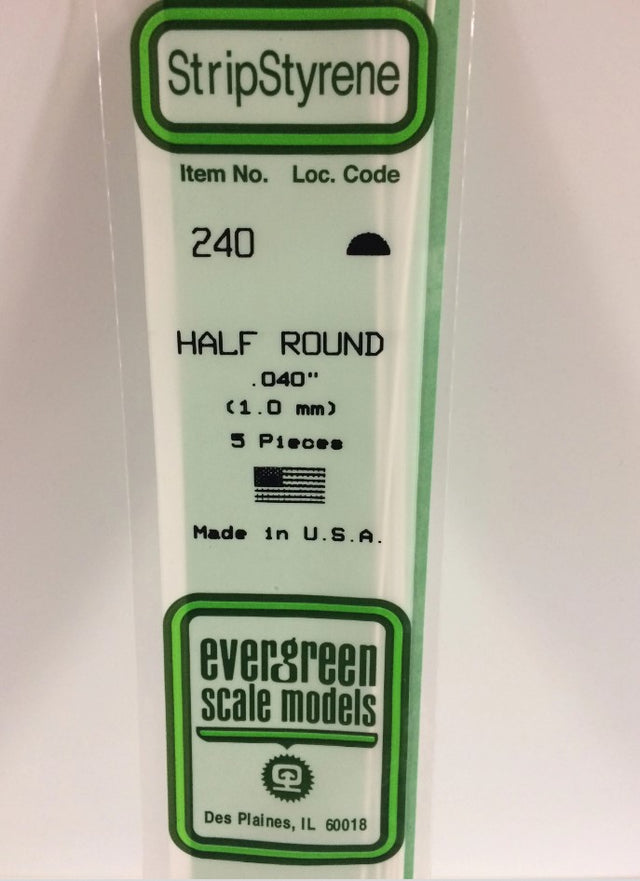 StripStyrene
Item No. Loc. Code
240
HALF ROUND
.040"
(1.0 mm)
5 Pieces
Made in U.S.A.
evergreen
scale models
Des Plaines, IL 60018